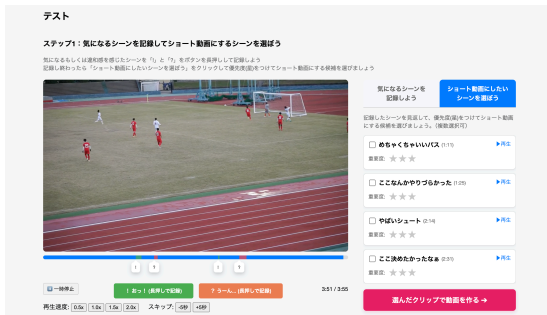 テスト
ステップ1：気になるシーンを記録してショート動画にするシーンを選ぼう
気になるもしくは違和感を感じたシーンを「!」と「?」をボタンを長押しして記録しよう
記録し終わったら「ショート動画にしたいシーンを選ぼう」をクリックして優先度(星)をつけてショート動画にする候補を選びましょう
気になるシーンを
記録しよう
ショート動画にしたい
シーンを選ぼう
記録したシーンを見返して、優先度(星)をつけてショート動画
にする候補を選びましょう。(複数選択可)
めちゃくちゃいいパス (1:11)
▶再生
重要度: ★★★
ここなんかやりづらかった (1:25)
▶再生
重要度: ★★★
やばいシュート (2:14)
▶再生
重要度: ★★★
ここ決めたかったなぁ (2:31)
▶再生
重要度: ★★★
! ? ! ?
一時停止
! おっ! (長押しで記録)
? うーん... (長押しで記録)
3:51 / 3:55
再生速度: 0.5x 1.0x 1.5x 2.0x スキップ: -5秒 +5秒
選んだクリップで動画を作る →